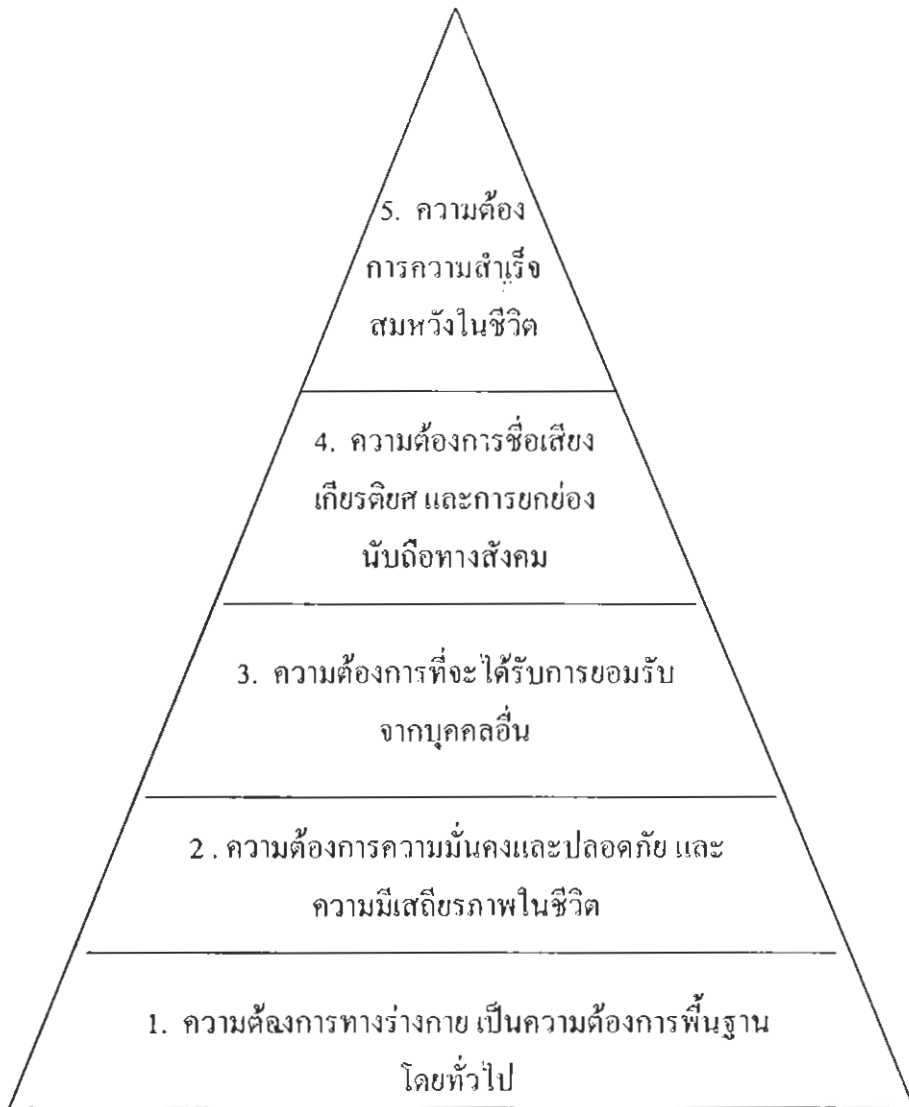 5. ความต้อง
การความสำเร็จ
สมหวังในชีวิต
4. ความต้องการชื่อเสียง
เกียรติยศ และการยกย่อง
นับถือทางสังคม
3. ความต้องการที่จะได้รับการยอมรับ
จากบุคคลอื่น
2 . ความต้องการความมั่นคงและปลอดภัย และ
ความมีเสถียรภาพในชีวิต
1. ความต้องการทางร่างกาย เป็นความต้องการพื้นฐาน
โดยทั่วไป